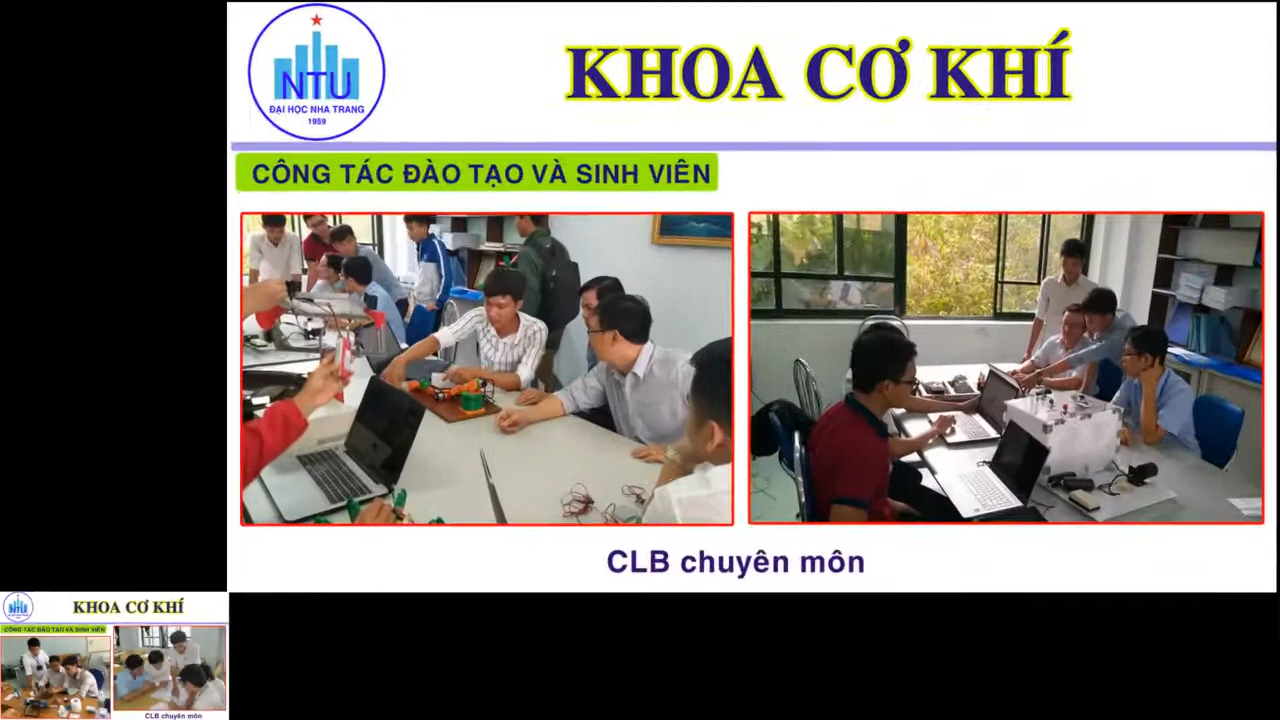 NTU
ĐẠI HỌC NHA TRANG
1959
KHOA CƠ KHÍ
CÔNG TÁC ĐÀO TẠO VÀ SINH VIÊN
CLB chuyên môn
NTU
KHOA CƠ KHÍ
CÔNG TÁC ĐÀO TẠO VÀ SINH VIÊN
CLB chuyên môn